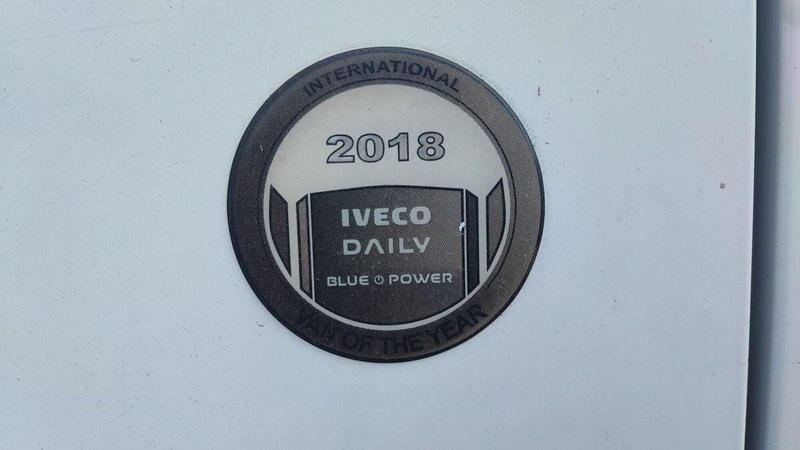 INTERNATIONAL
2018
IVECO
DAILY
BLUE POWER
VAN OF THE YEAR